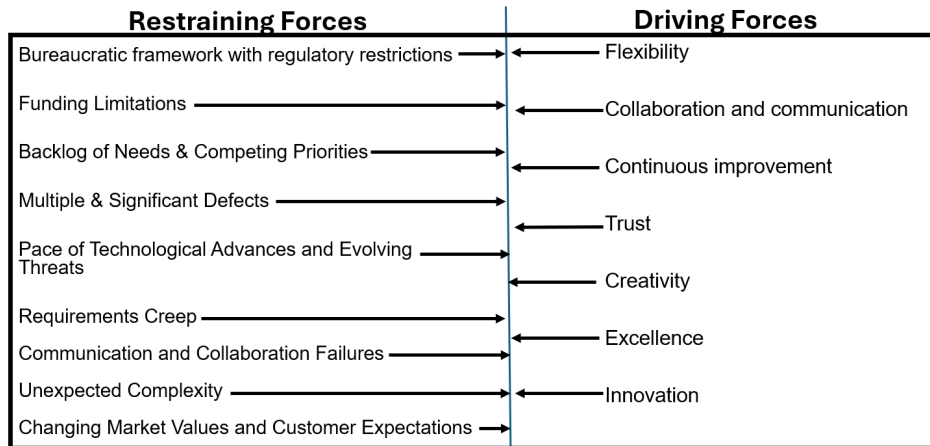 Restraining Forces
Driving Forces
Bureaucratic framework with regulatory restrictions
Funding Limitations
Backlog of Needs & Competing Priorities
Multiple & Significant Defects
Pace of Technological Advances and Evolving
Threats
Requirements Creep
Communication and Collaboration Failures
Unexpected Complexity
Changing Market Values and Customer Expectations
Flexibility
Collaboration and communication
Continuous improvement
Trust
Creativity
Excellence
Innovation